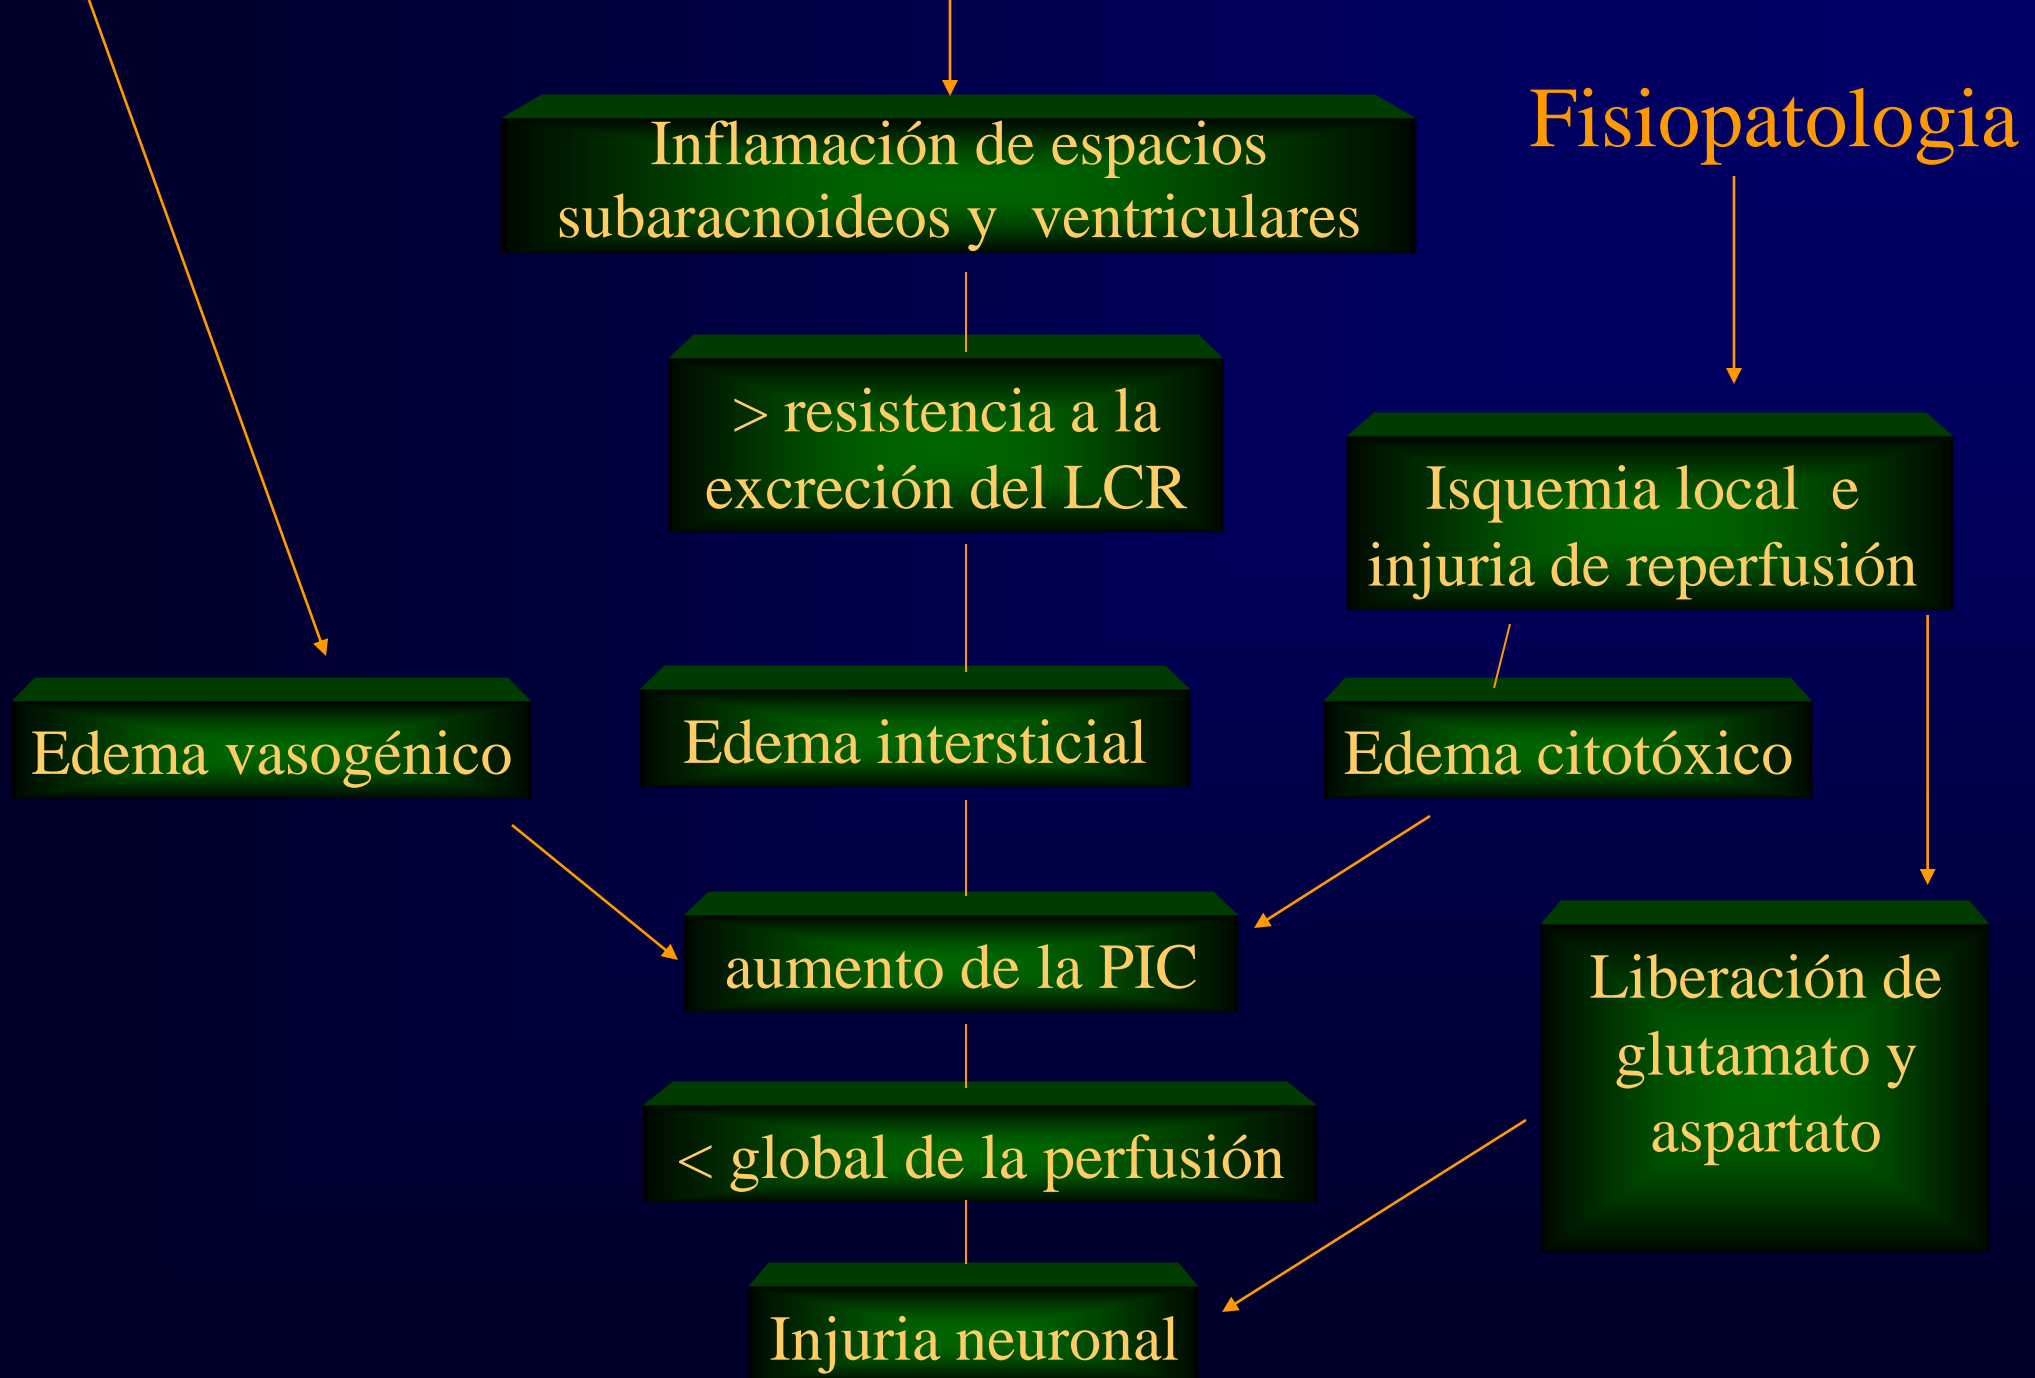 Fisiopatologia
Inflamación de espacios
subaracnoideos y ventriculares
> resistencia a la
excreción del LCR
Isquemia local e
injuria de reperfusión
Edema vasogénico
Edema intersticial
Edema citotóxico
aumento de la PIC
Liberación de
glutamato y
aspartato
< global de la perfusión
Injuria neuronal